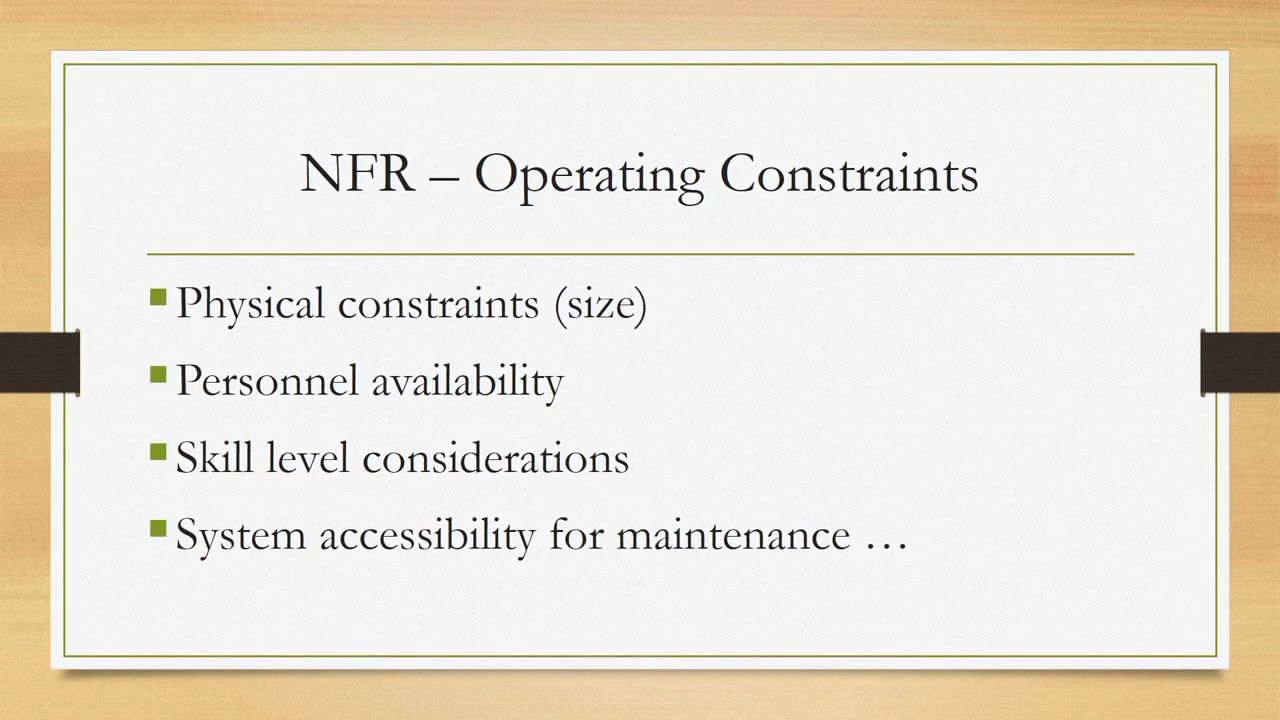 NFR – Operating Constraints
Physical constraints (size)
Personnel availability
Skill level considerations
System accessibility for maintenance …